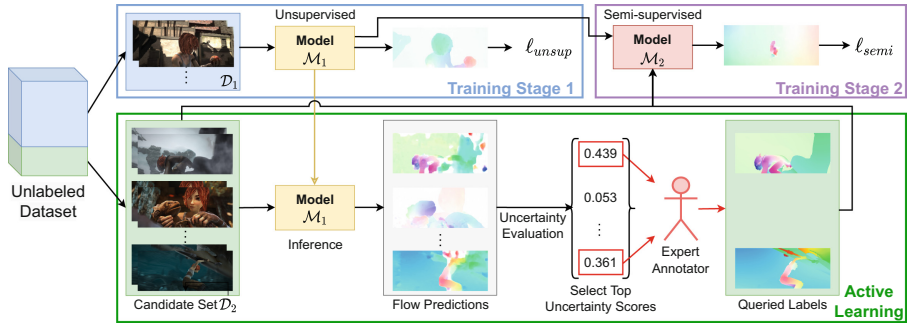 Unsupervised
Model
M₁
ℓunsup
⋮
D₁
Training Stage 1
Semi-supervised
Model
M₂
ℓsemi
Training Stage 2
Unlabeled
Dataset
Model
M₁
Inference
⋮
Candidate Set D₂
⋮
Flow Predictions
Uncertainty
Evaluation
0.439
0.053
⋮
0.361
Select Top
Uncertainty Scores
Expert
Annotator
Queried Labels
Active
Learning